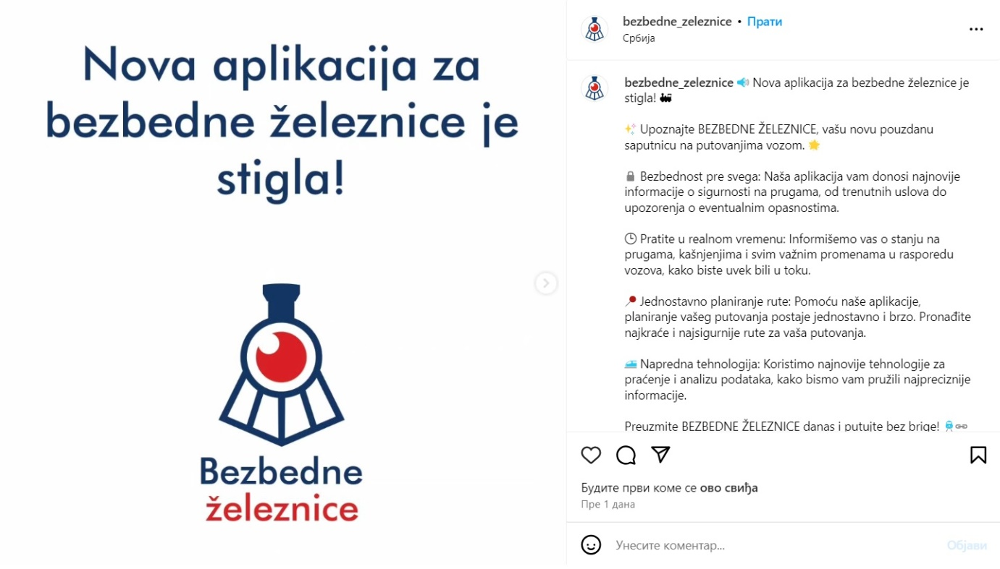 Nova aplikacija za
bezbedne železnice je
stigla!
Bezbedne
železnice
bezbedne_zeleznice • Прати
Србија
bezbedne_zeleznice 🔊 Nova aplikacija za bezbedne železnice je
stigla! 🚂
✨ Upoznajte BEZBEDNE ŽELEZNICE, vašu novu pouzdanu
saputnicu na putovanjima vozom. 🌟
🔒 Bezbednost pre svega: Naša aplikacija vam donosi najnovije
informacije o sigurnosti na prugama, od trenutnih uslova do
upozorenja o eventualnim opasnostima.
🕒 Pratite u realnom vremenu: Informišemo vas o stanju na
prugama, kašnjenjima i svim važnim promenama u rasporedu
vozova, kako biste uvek bili u toku.
📍 Jednostavno planiranje rute: Pomoću naše aplikacije,
planiranje vašeg putovanja postaje jednostavno i brzo. Pronađite
najkraće i najsigurnije rute za vaša putovanja.
🚄 Napredna tehnologija: Koristimo najnovije tehnologije za
praćenje i analizu podataka, kako bismo vam pružili najpreciznije
informacije.
Preuzmite BEZBEDNE ŽELEZNICE danas i putujte bez brige! 🚆🔗
Будите први коме се ово свиђа
Пре 1 дана
Унесите коментар...
Објави